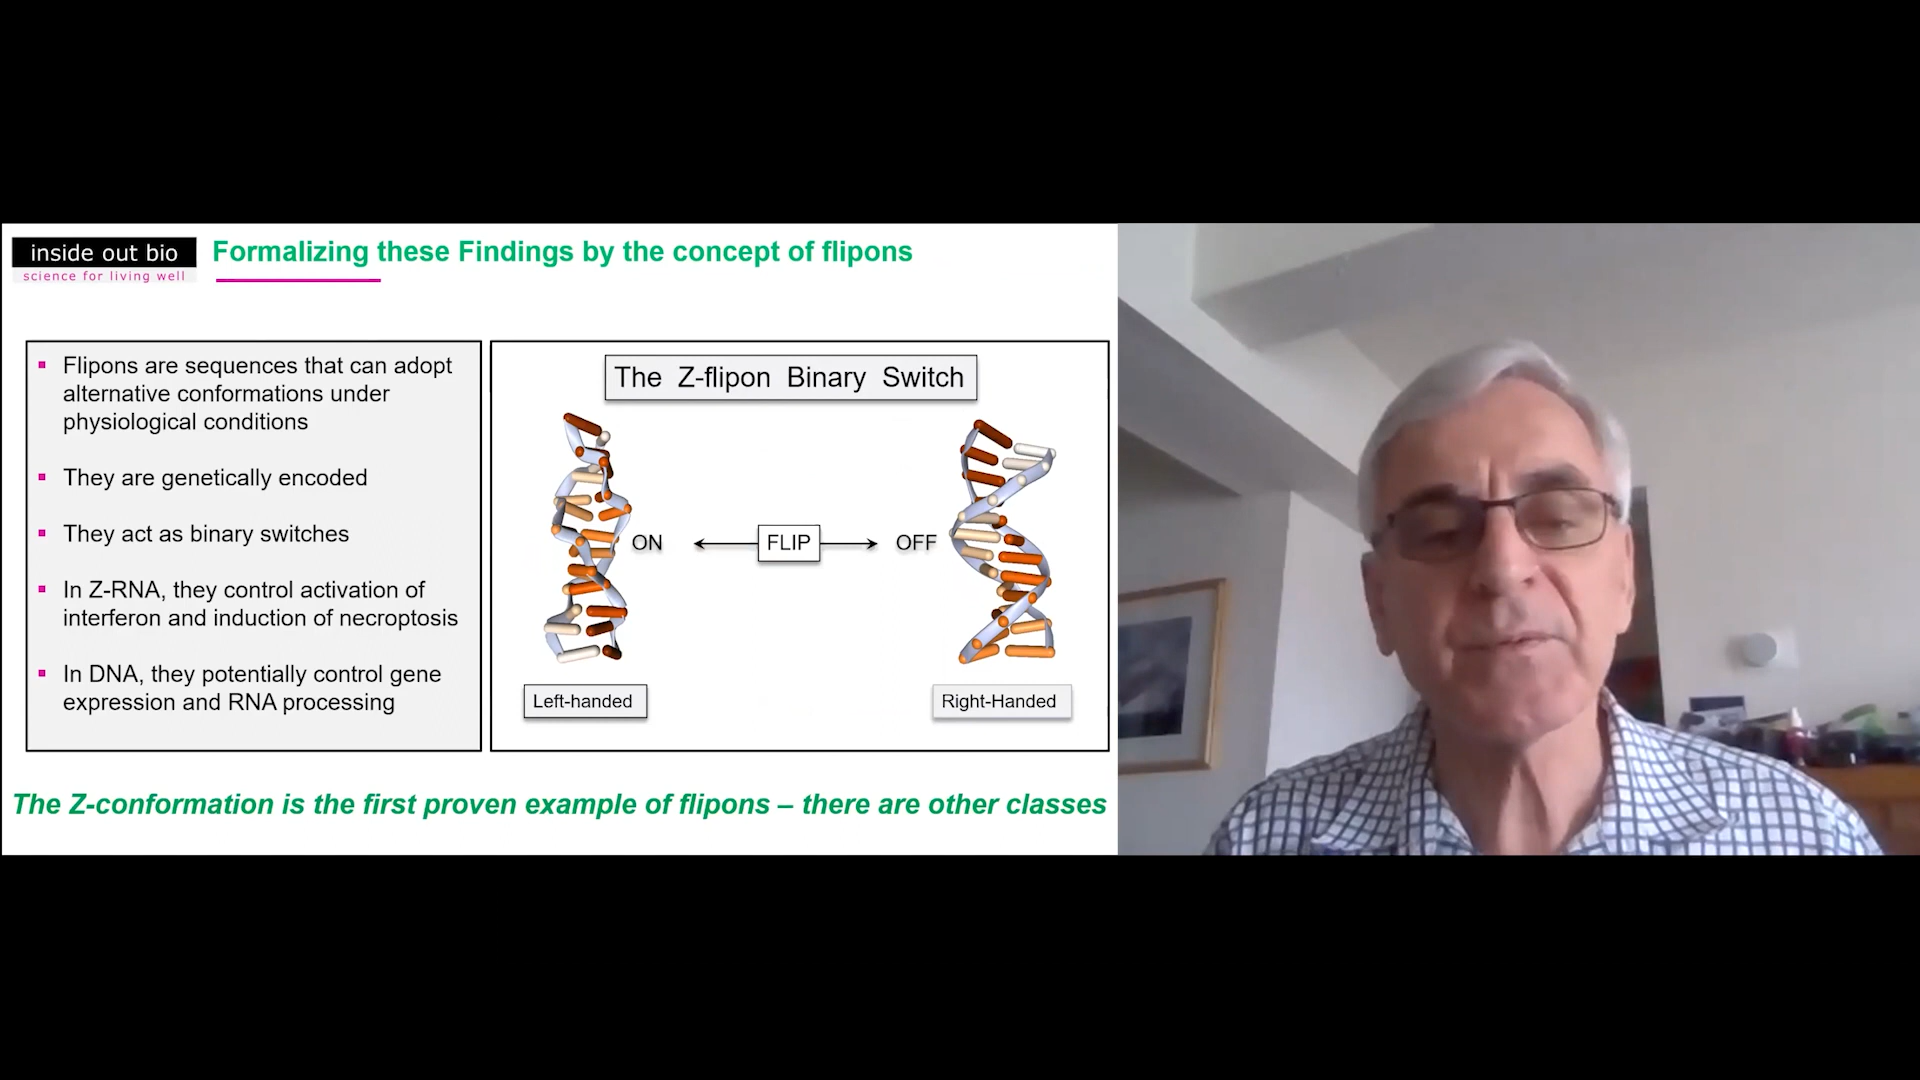 inside out bio
science for living well
Formalizing these Findings by the concept of flipons
Flipons are sequences that can adopt
alternative conformations under
physiological conditions
They are genetically encoded
They act as binary switches
In Z-RNA, they control activation of
interferon and induction of necroptosis
In DNA, they potentially control gene
expression and RNA processing
The Z-flipon Binary Switch
ON
FLIP
OFF
Left-handed
Right-Handed
The Z-conformation is the first proven example of flipons – there are other classes